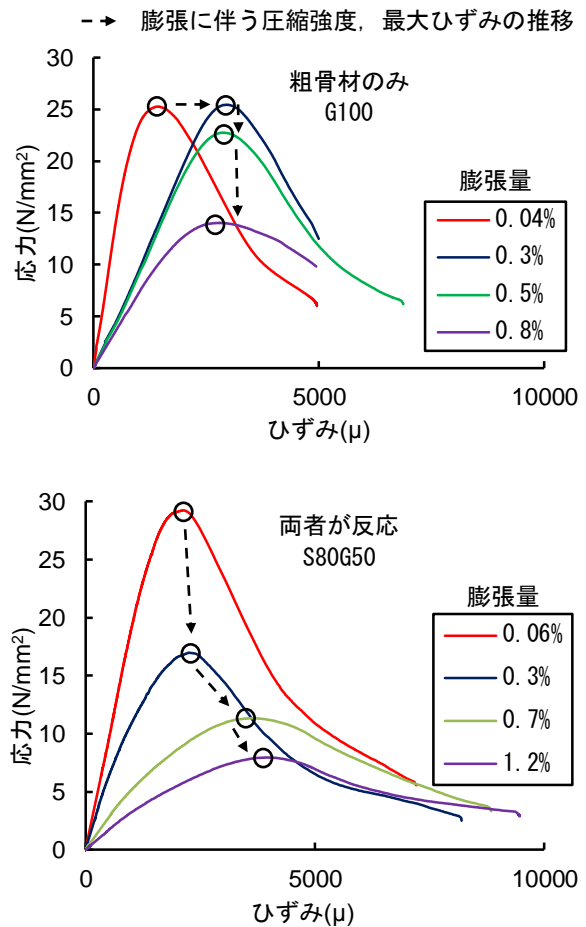 膨張に伴う圧縮強度，最大ひずみの推移
粗骨材のみ
G100
応力(N/mm²)
30
25
20
15
10
5
0
0
5000
10000
ひずみ(μ)
膨張量
0.04%
0.3%
0.5%
0.8%
両者が反応
S80G50
応力(N/mm²)
30
25
20
15
10
5
0
0
5000
10000
ひずみ(μ)
膨張量
0.06%
0.3%
0.7%
1.2%